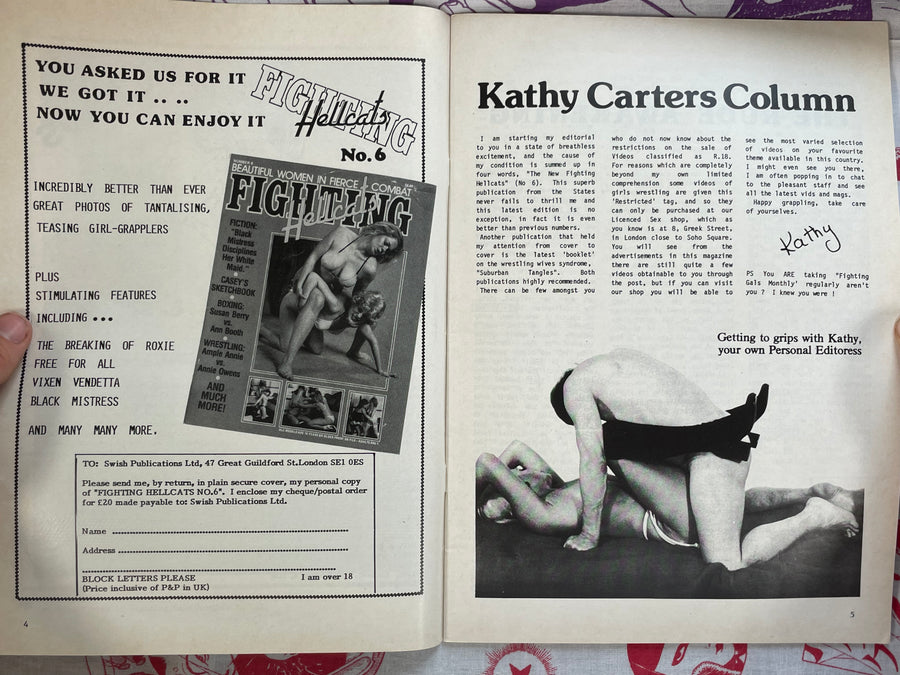 YOU ASKED US FOR IT
WE GOT IT .. ..
NOW YOU CAN ENJOY IT
FIGHTING
Hellcats
No.6
INCREDIBLY BETTER THAN EVER
GREAT PHOTOS OF TANTALISING,
TEASING GIRL-GRAPPLERS
PLUS
STIMULATING FEATURES
INCLUDING •••
THE BREAKING OF ROXIE
FREE FOR ALL
VIXEN VENDETTA
BLACK MISTRESS
AND MANY MANY MORE.
NUMBER 6
BEAUTIFUL WOMEN IN FIERCE COMBAT
FIGHTING
Hellcats
FICTION:
"Black
Mistress
Disciplines
Her White
Maid."
CASEY'S
SKETCHBOOK
BOXING:
Susan Berry
vs.
Ann Booth
WRESTLING:
Ample Annie
vs.
Annie Owens
AND
MUCH
MORE!
TO: Swish Publications Ltd, 47 Great Guildford St.London SE1 0ES
Please send me, by return, in plain secure cover, my personal copy
of "FIGHTING HELLCATS NO.6". I enclose my cheque/postal order
for £20 made payable to: Swish Publications Ltd.
Name
Address
BLOCK LETTERS PLEASE I am over 18
(Price inclusive of P&P in UK)
4
Kathy Carters Column
I am starting my editorial
to you in a state of breathless
excitement, and the cause of
my condition is summed up in
four words, "The New Fighting
Hellcats" (No 6). This superb
publication from the States
never fails to thrill me and
this latest edition is no
exception, in fact it is even
better than previous numbers.
Another publication that held
my attention from cover to
cover is the latest 'booklet'
on the wrestling wives syndrome,
"Suburban Tangles". Both
publications highly recommended.
There can be few amongst you
who do not now know about the
restrictions on the sale of
Videos classified as R.18.
For reasons which are completely
beyond my own limited
comprehension some videos of
girls wrestling are given this
'Restricted' tag, and so they
can only be purchased at our
Licenced Sex shop, which as
you know is at 8, Greek Street,
in London close to Soho Square.
You will see from the
advertisements in this magazine
there are still quite a few
videos obtainable to you through
the post, but if you can visit
our shop you will be able to
see the most varied selection
of videos on your favourite
theme available in this country.
I might even see you there,
I am often popping in to chat
to the pleasant staff and see
all the latest vids and mags.
Happy grappling, take care
of yourselves.
Kathy
PS You ARE taking "Fighting
Gals Monthly' regularly aren't
you ? I knew you were !
Getting to grips with Kathy,
your own Personal Editoress
5